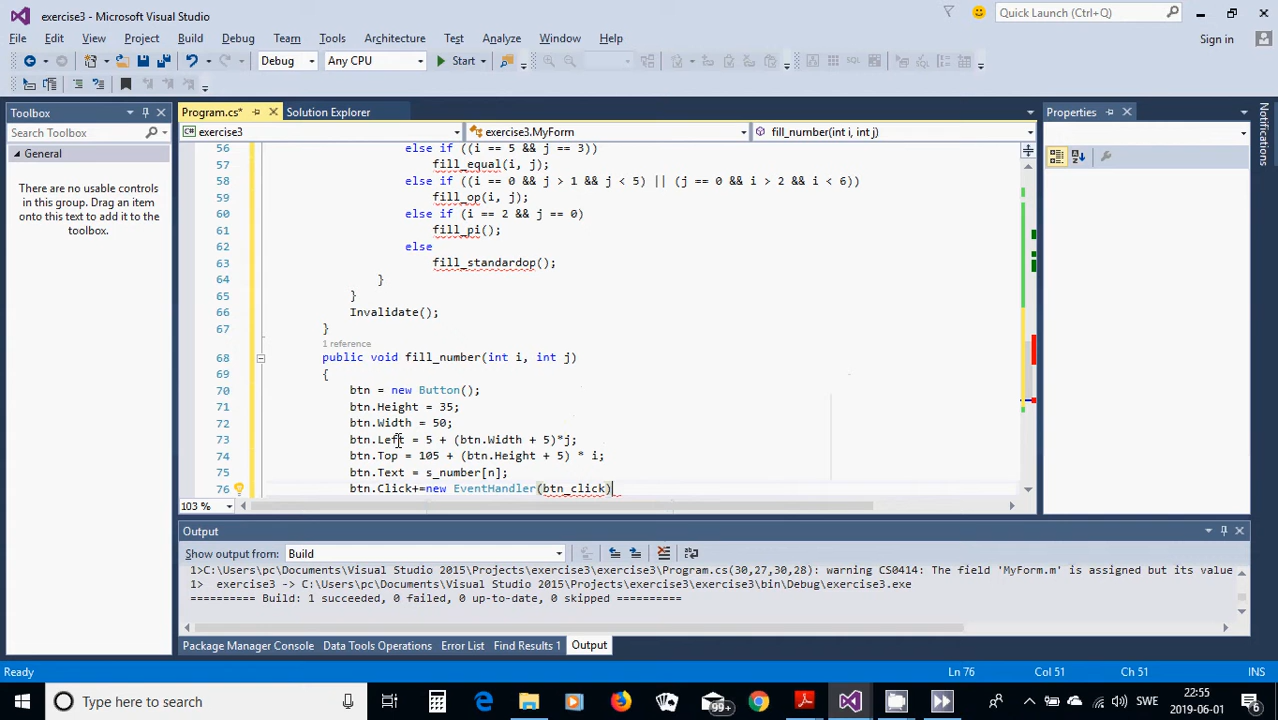 exercise3 - Microsoft Visual Studio
Quick Launch (Ctrl+Q)
File Edit View Project Build Debug Team Tools Architecture Test Analyze Window Help
Sign in
Debug Any CPU Start
Toolbox
Program.cs* Solution Explorer
Properties
Notifications
Search Toolbox
exercise3 exercise3.MyForm fill_number(int i, int j)
General
There are no usable controls
in this group. Drag an item
onto this text to add it to the
toolbox.
56 else if ((i == 5 && j == 3))
57 fill_equal(i, j);
58 else if ((i == 0 && j > 1 && j < 5) || (j == 0 && i > 2 && i < 6))
59 fill_op(i, j);
60 else if (i == 2 && j == 0)
61 fill_pi();
62 else
63 fill_standardop();
64 }
65 }
66 Invalidate();
67 }
1 reference
68 public void fill_number(int i, int j)
69 {
70 btn = new Button();
71 btn.Height = 35;
72 btn.Width = 50;
73 btn.Left = 5 + (btn.Width + 5)*j;
74 btn.Top = 105 + (btn.Height + 5) * i;
75 btn.Text = s_number[n];
76 btn.Click+=new EventHandler(btn_click)
103 %
Output
Show output from: Build
1>C:\Users\pc\Documents\Visual Studio 2015\Projects\exercise3\exercise3\Program.cs(30,27,30,28): warning CS0414: The field 'MyForm.m' is assigned but its value
1> exercise3 -> C:\Users\pc\Documents\Visual Studio 2015\Projects\exercise3\exercise3\bin\Debug\exercise3.exe
========== Build: 1 succeeded, 0 failed, 0 up-to-date, 0 skipped ==========
Package Manager Console Data Tools Operations Error List Find Results 1 Output
Ready
Ln 76 Col 51 Ch 51 INS
Type here to search
99+
SWE
22:55
2019-06-01
6